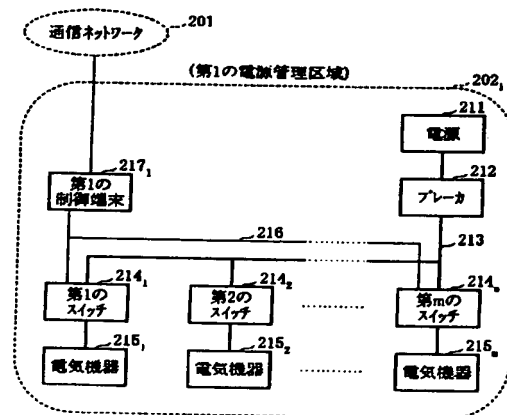 通信ネットワーク
201
(第1の電源管理区域)
202₁
211
電源
217₁
212
第1の
制御端末
ブレーカ
216
213
214₁
214₂
214ₘ
第1の
スイッチ
第2の
スイッチ
第mの
スイッチ
215₁
215₂
215ₘ
電気機器
電気機器
電気機器